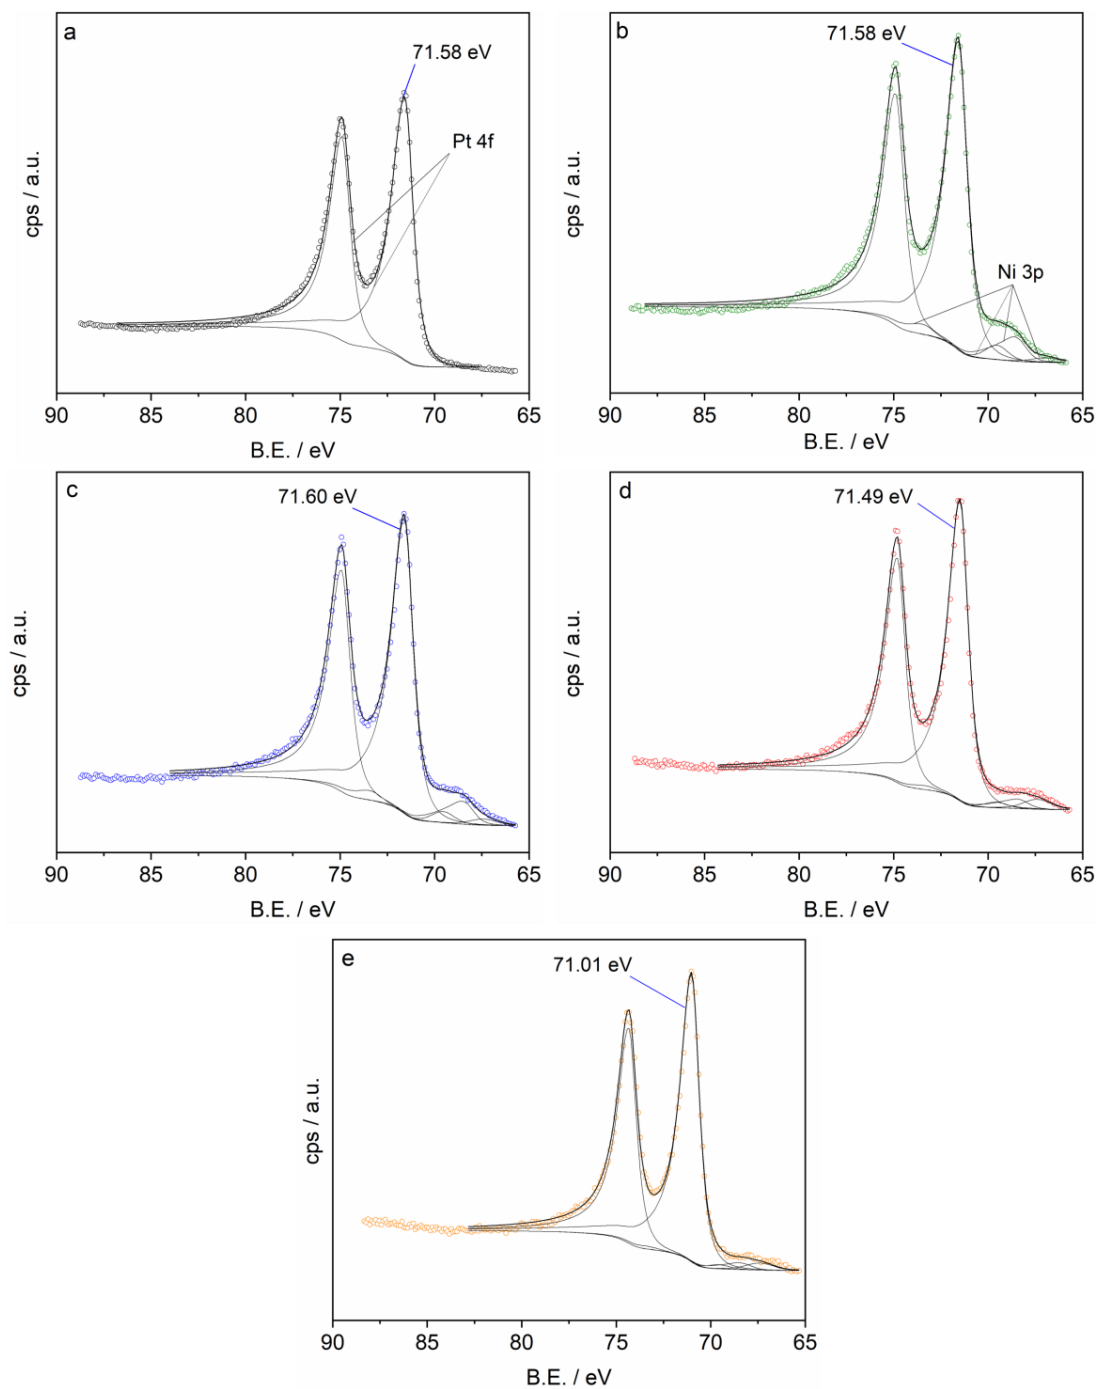 a
71.58 eV
Pt 4f
cps / a.u.
90 85 80 75 70 65
B.E. / eV
b
71.58 eV
Ni 3p
cps / a.u.
90 85 80 75 70 65
B.E. / eV
c
71.60 eV
cps / a.u.
90 85 80 75 70 65
B.E. / eV
d
71.49 eV
cps / a.u.
90 85 80 75 70 65
B.E. / eV
e
71.01 eV
cps / a.u.
90 85 80 75 70 65
B.E. / eV